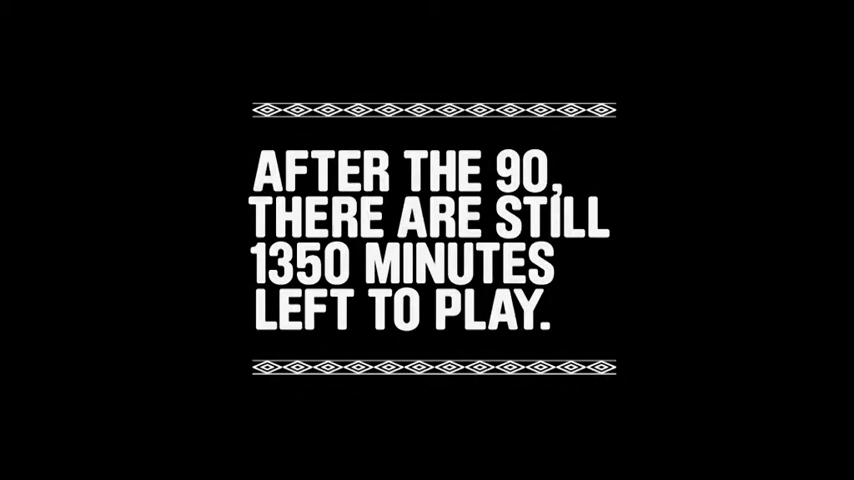 AFTER THE 90,
THERE ARE STILL
1350 MINUTES
LEFT TO PLAY.